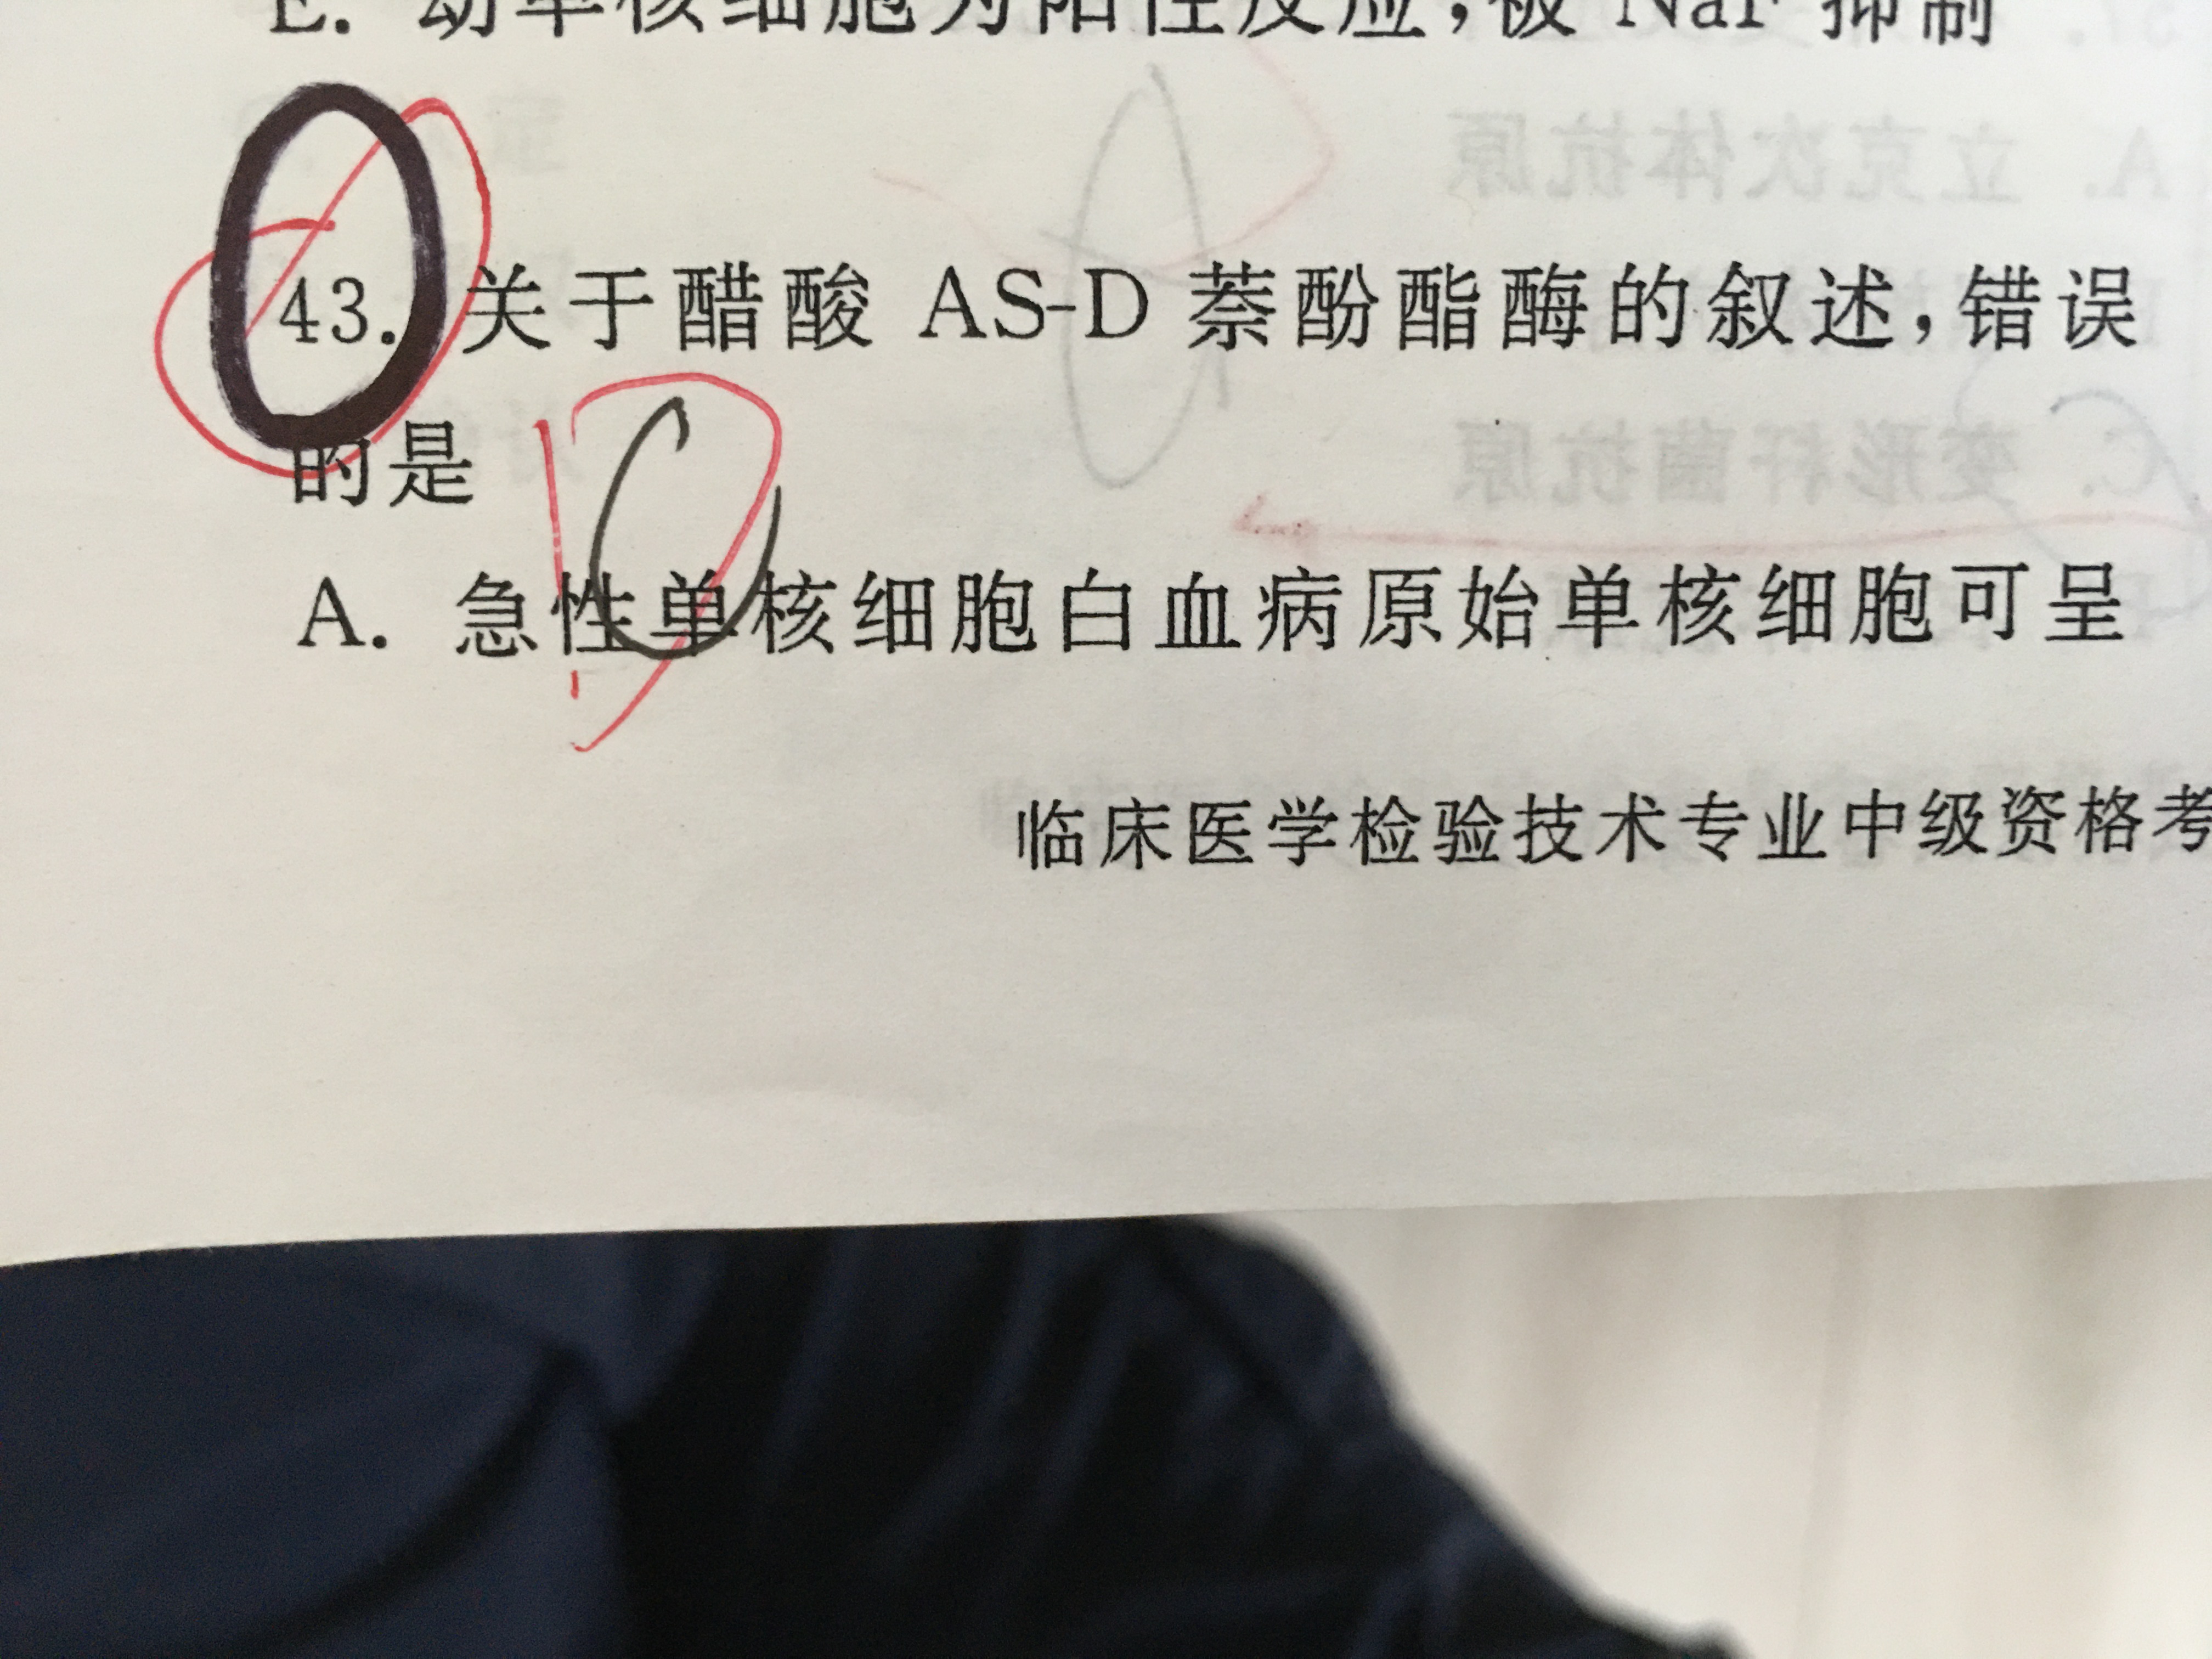 E. 幼单核细胞为阳性反应,被 NaF 抑制
43. 关于醋酸 AS-D 萘酚酯酶的叙述,错误
的是
A. 急性单核细胞白血病原始单核细胞可呈
临床医学检验技术专业中级资格考